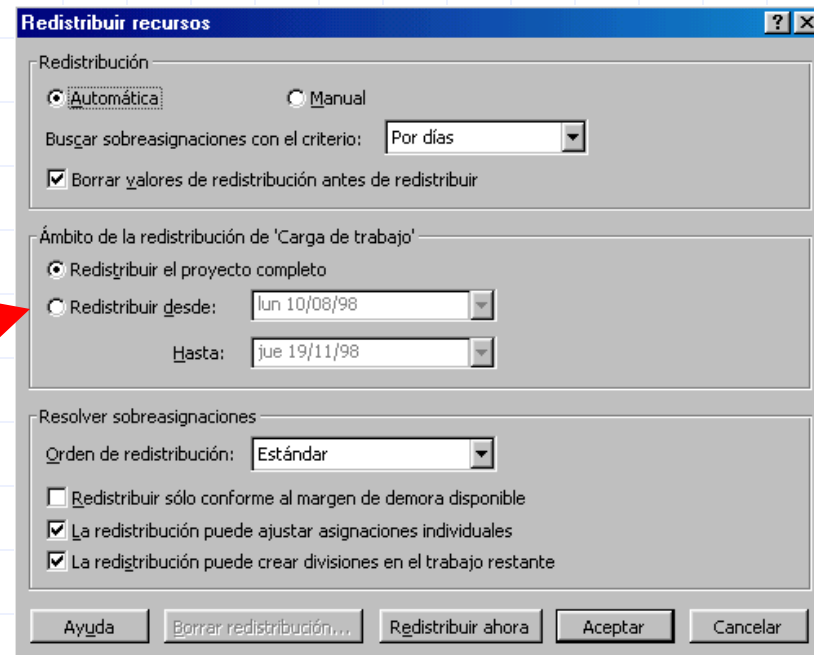 Redistribuir recursos
Redistribución
Automática Manual
Buscar sobreasignaciones con el criterio: Por días
Borrar valores de redistribución antes de redistribuir
Ámbito de la redistribución de 'Carga de trabajo'
Redistribuir el proyecto completo
Redistribuir desde: lun 10/08/98
Hasta: jue 19/11/98
Resolver sobreasignaciones
Orden de redistribución: Estándar
Redistribuir sólo conforme al margen de demora disponible
La redistribución puede ajustar asignaciones individuales
La redistribución puede crear divisiones en el trabajo restante
Ayuda Borrar redistribución... Redistribuir ahora Aceptar Cancelar